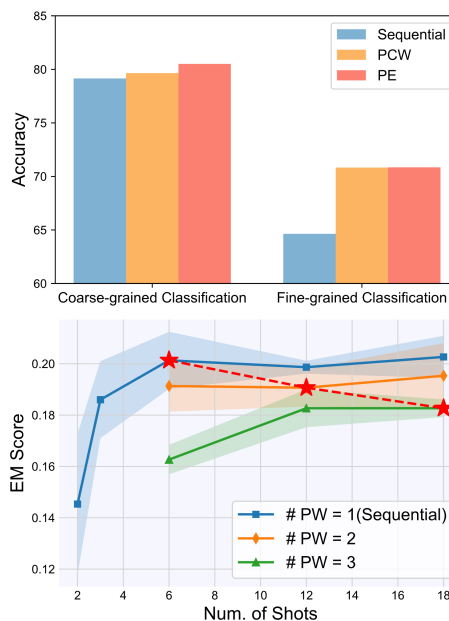 85
80
75
70
65
60
Accuracy
Sequential
PCW
PE
Coarse-grained Classification
Fine-grained Classification
0.20
0.18
0.16
0.14
0.12
EM Score
# PW = 1(Sequential)
# PW = 2
# PW = 3
2 4 6 8 10 12 14 16 18
Num. of Shots